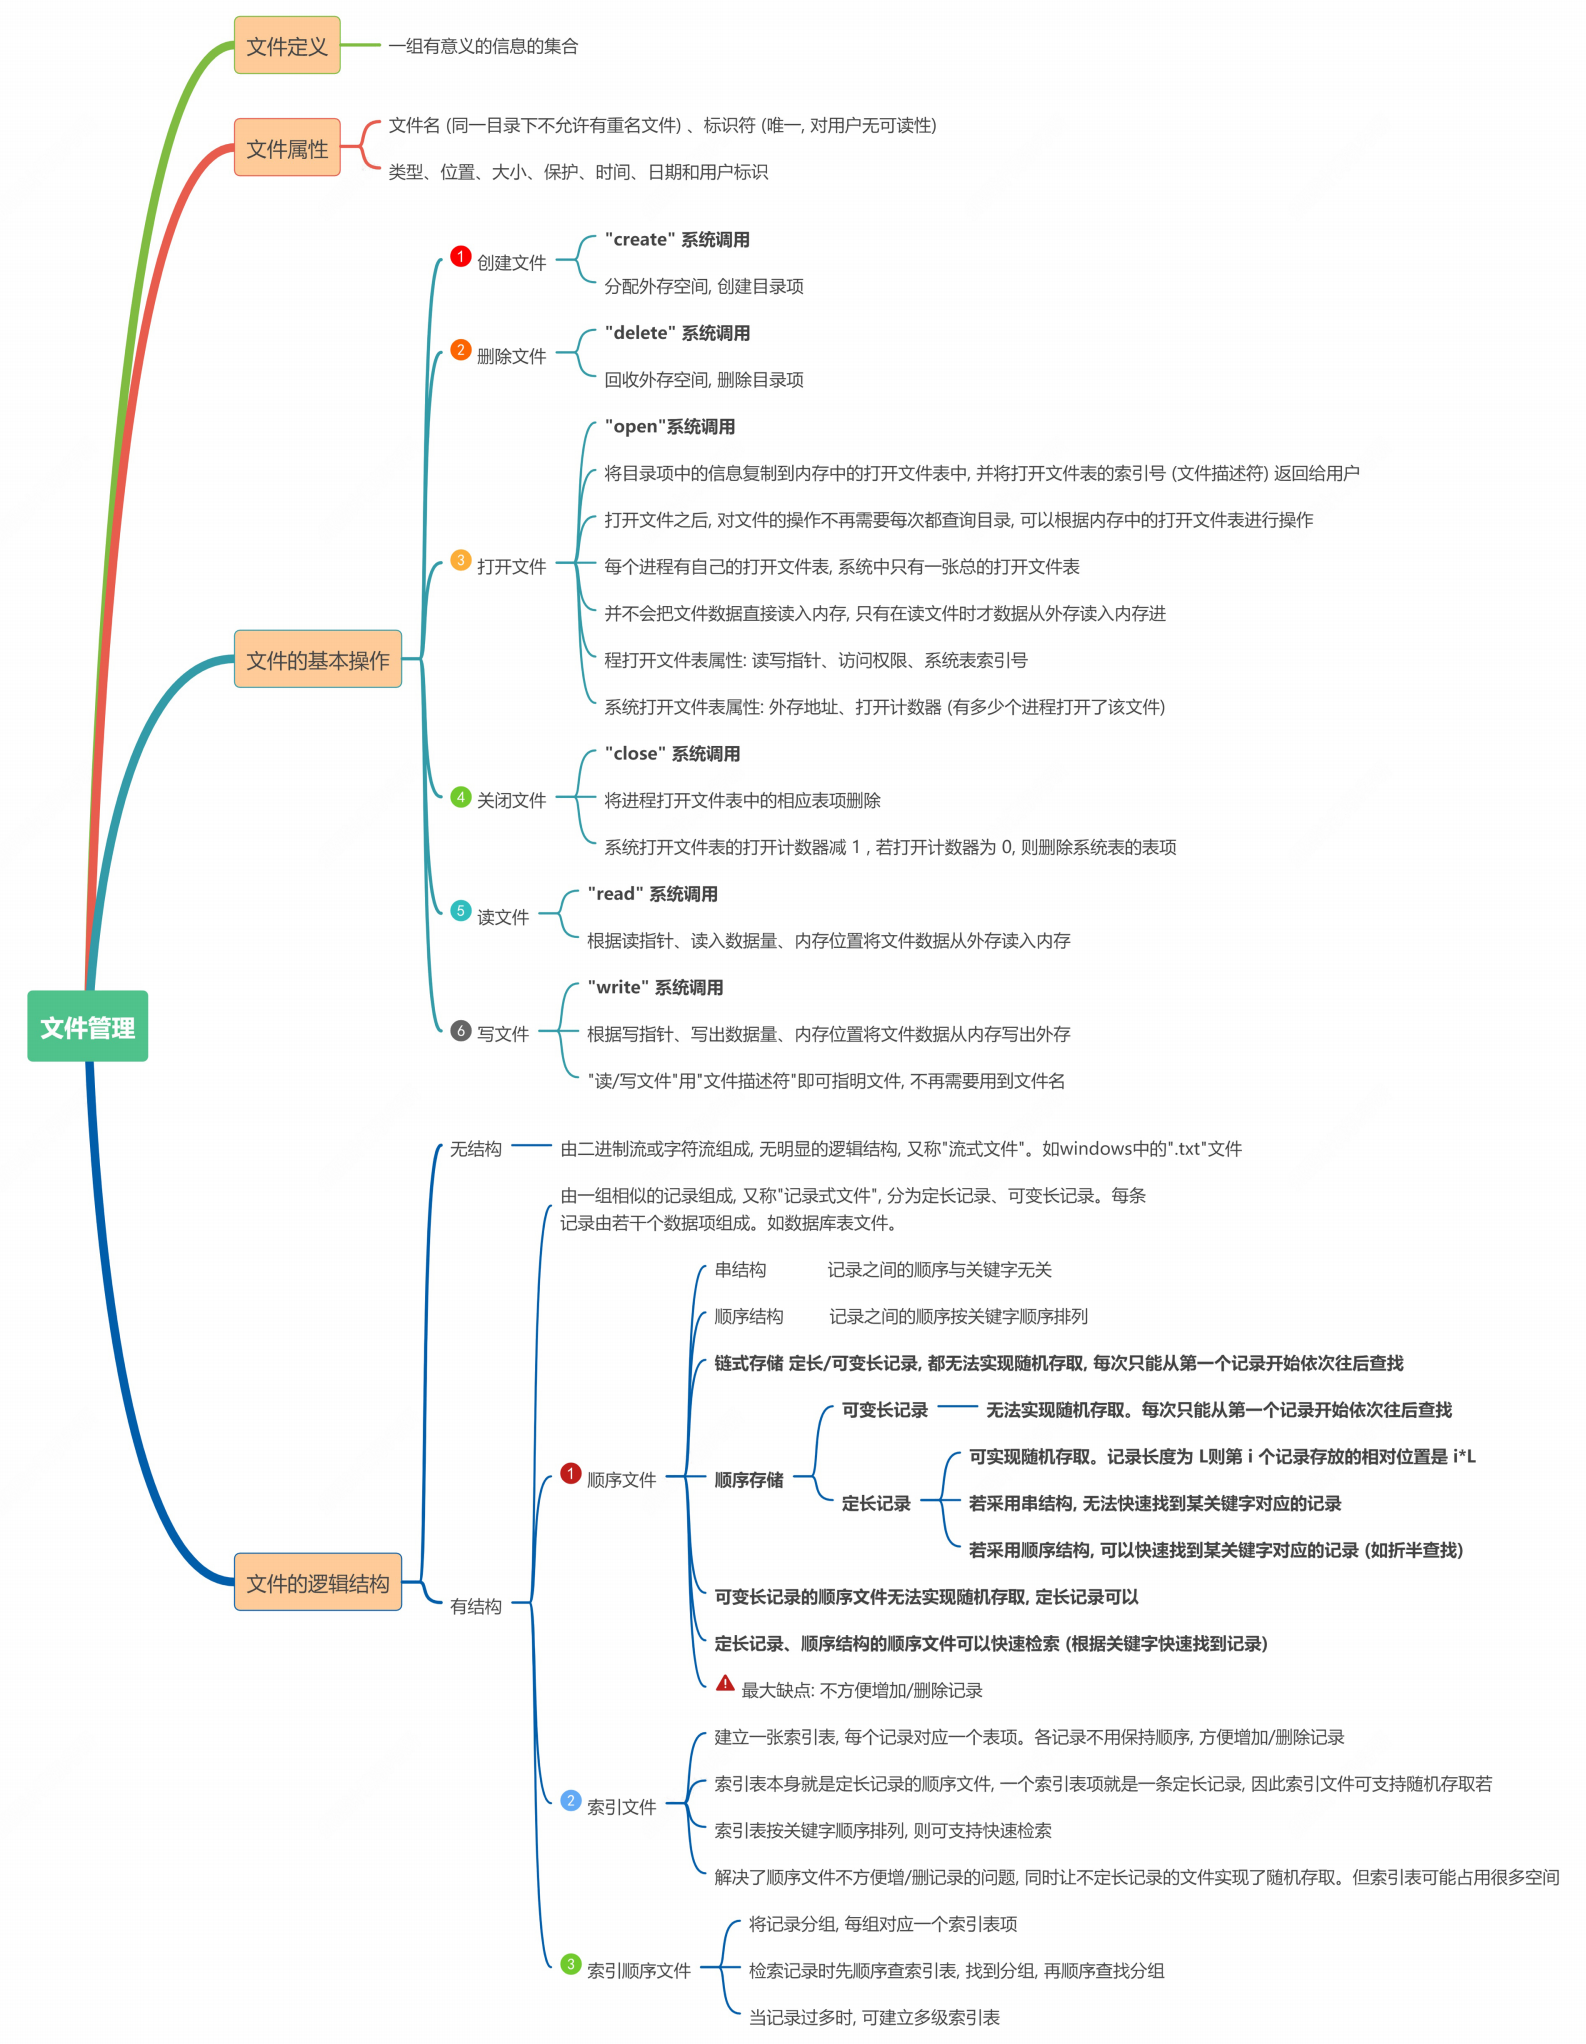 文件定义
一组有意义的信息的集合
文件属性
文件名 (同一目录下不允许有重名文件) 、标识符 (唯一, 对用户无可读性)
类型、位置、大小、保护、时间、日期和用户标识
文件的基本操作
1 创建文件
"create" 系统调用
分配外存空间, 创建目录项
2 删除文件
"delete" 系统调用
回收外存空间, 删除目录项
3 打开文件
"open"系统调用
将目录项中的信息复制到内存中的打开文件表中, 并将打开文件表的索引号 (文件描述符) 返回给用户
打开文件之后, 对文件的操作不再需要每次都查询目录, 可以根据内存中的打开文件表进行操作
每个进程有自己的打开文件表, 系统中只有一张总的打开文件表
并不会把文件数据直接读入内存, 只有在读文件时才数据从外存读入内存进
程打开文件表属性: 读写指针、访问权限、系统表索引号
系统打开文件表属性: 外存地址、打开计数器 (有多少个进程打开了该文件)
4 关闭文件
"close" 系统调用
将进程打开文件表中的相应表项删除
系统打开文件表的打开计数器减 1 , 若打开计数器为 0, 则删除系统表的表项
5 读文件
"read" 系统调用
根据读指针、读入数据量、内存位置将文件数据从外存读入内存
6 写文件
"write" 系统调用
根据写指针、写出数据量、内存位置将文件数据从内存写出外存
"读/写文件"用"文件描述符"即可指明文件, 不再需要用到文件名
文件管理
文件的逻辑结构
无结构
由二进制流或字符流组成, 无明显的逻辑结构, 又称"流式文件"。如windows中的".txt"文件
有结构
由一组相似的记录组成, 又称"记录式文件", 分为定长记录、可变长记录。每条
记录由若干个数据项组成。如数据库表文件。
1 顺序文件
串结构 记录之间的顺序与关键字无关
顺序结构 记录之间的顺序按关键字顺序排列
链式存储 定长/可变长记录, 都无法实现随机存取, 每次只能从第一个记录开始依次往后查找
顺序存储
可变长记录
无法实现随机存取。每次只能从第一个记录开始依次往后查找
定长记录
可实现随机存取。记录长度为 L则第 i 个记录存放的相对位置是 i*L
若采用串结构, 无法快速找到某关键字对应的记录
若采用顺序结构, 可以快速找到某关键字对应的记录 (如折半查找)
可变长记录的顺序文件无法实现随机存取, 定长记录可以
定长记录、顺序结构的顺序文件可以快速检索 (根据关键字快速找到记录)
最大缺点: 不方便增加/删除记录
2 索引文件
建立一张索引表, 每个记录对应一个表项。各记录不用保持顺序, 方便增加/删除记录
索引表本身就是定长记录的顺序文件, 一个索引表项就是一条定长记录, 因此索引文件可支持随机存取若
索引表按关键字顺序排列, 则可支持快速检索
解决了顺序文件不方便增/删记录的问题, 同时让不定长记录的文件实现了随机存取。但索引表可能占用很多空间
3 索引顺序文件
将记录分组, 每组对应一个索引表项
检索记录时先顺序查索引表, 找到分组, 再顺序查找分组
当记录过多时, 可建立多级索引表